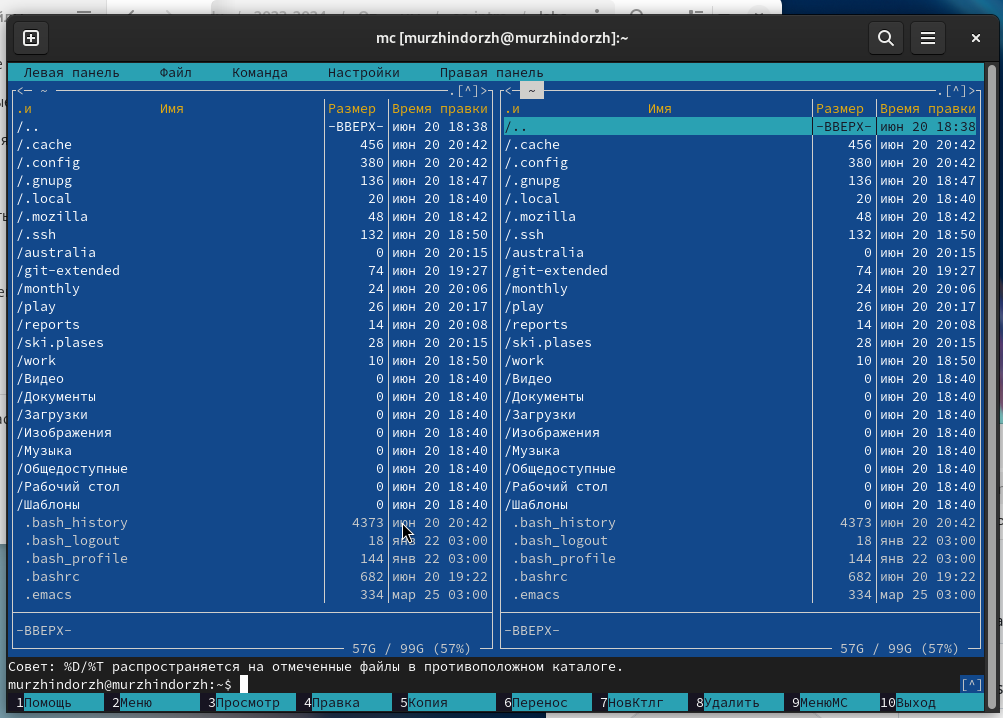 mc [murzhindorzh@murzhindorzh]:~
Левая панель Файл Команда Настройки Правая панель
<─ ~ .[^]> <─ ~ .[^]>
.и Имя Размер Время правки .и Имя Размер Время правки
/.. -ВВЕРХ- июн 20 18:38 /.. -ВВЕРХ- июн 20 18:38
/.cache 456 июн 20 20:42 /.cache 456 июн 20 20:42
/.config 380 июн 20 20:42 /.config 380 июн 20 20:42
/.gnupg 136 июн 20 18:47 /.gnupg 136 июн 20 18:47
/.local 20 июн 20 18:40 /.local 20 июн 20 18:40
/.mozilla 48 июн 20 18:42 /.mozilla 48 июн 20 18:42
/.ssh 132 июн 20 18:50 /.ssh 132 июн 20 18:50
/australia 0 июн 20 20:15 /australia 0 июн 20 20:15
/git-extended 74 июн 20 19:27 /git-extended 74 июн 20 19:27
/monthly 24 июн 20 20:06 /monthly 24 июн 20 20:06
/play 26 июн 20 20:17 /play 26 июн 20 20:17
/reports 14 июн 20 20:08 /reports 14 июн 20 20:08
/ski.plases 28 июн 20 20:15 /ski.plases 28 июн 20 20:15
/work 10 июн 20 18:50 /work 10 июн 20 18:50
/Видео 0 июн 20 18:40 /Видео 0 июн 20 18:40
/Документы 0 июн 20 18:40 /Документы 0 июн 20 18:40
/Загрузки 0 июн 20 18:40 /Загрузки 0 июн 20 18:40
/Изображения 0 июн 20 18:40 /Изображения 0 июн 20 18:40
/Музыка 0 июн 20 18:40 /Музыка 0 июн 20 18:40
/Общедоступные 0 июн 20 18:40 /Общедоступные 0 июн 20 18:40
/Рабочий стол 0 июн 20 18:40 /Рабочий стол 0 июн 20 18:40
/Шаблоны 0 июн 20 18:40 /Шаблоны 0 июн 20 18:40
.bash_history 4373 июн 20 20:42 .bash_history 4373 июн 20 20:42
.bash_logout 18 янв 22 03:00 .bash_logout 18 янв 22 03:00
.bash_profile 144 янв 22 03:00 .bash_profile 144 янв 22 03:00
.bashrc 682 июн 20 19:22 .bashrc 682 июн 20 19:22
.emacs 334 мар 25 03:00 .emacs 334 мар 25 03:00
-ВВЕРХ- -ВВЕРХ-
57G / 99G (57%) 57G / 99G (57%)
Совет: %D/%T распространяется на отмеченные файлы в противоположном каталоге.
murzhindorzh@murzhindorzh:~$ [^]
1Помощь 2Меню 3Просмотр 4Правка 5Копия 6Перенос 7НовКтлг 8Удалить 9МенюMC 10Выход